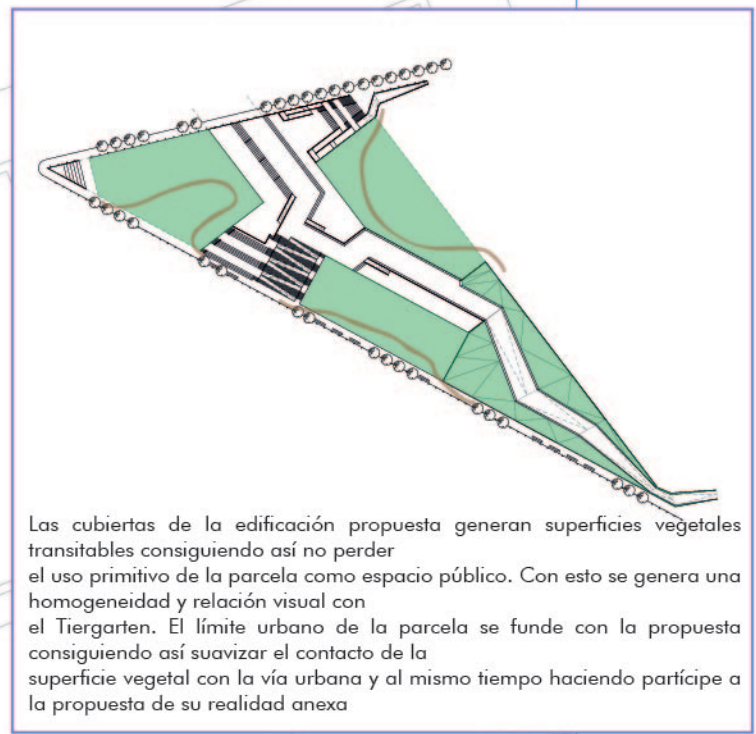 Las cubiertas de la edificación propuesta generan superficies vegetales
transitables consiguiendo así no perder
el uso primitivo de la parcela como espacio público. Con esto se genera una
homogeneidad y relación visual con
el Tiergarten. El límite urbano de la parcela se funde con la propuesta
consiguiendo así suavizar el contacto de la
superficie vegetal con la vía urbana y al mismo tiempo haciendo partícipe a
la propuesta de su realidad anexa